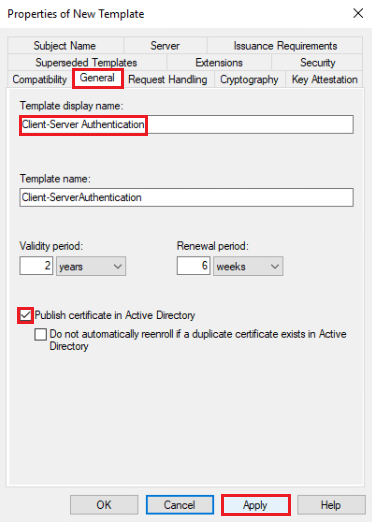 Properties of New Template
Subject Name Server Issuance Requirements
Superseded Templates Extensions Security
Compatibility General Request Handling Cryptography Key Attestation
Template display name:
Client-Server Authentication
Template name:
Client-ServerAuthentication
Validity period: Renewal period:
2 years 6 weeks
Publish certificate in Active Directory
Do not automatically reenroll if a duplicate certificate exists in Active
Directory
OK Cancel Apply Help